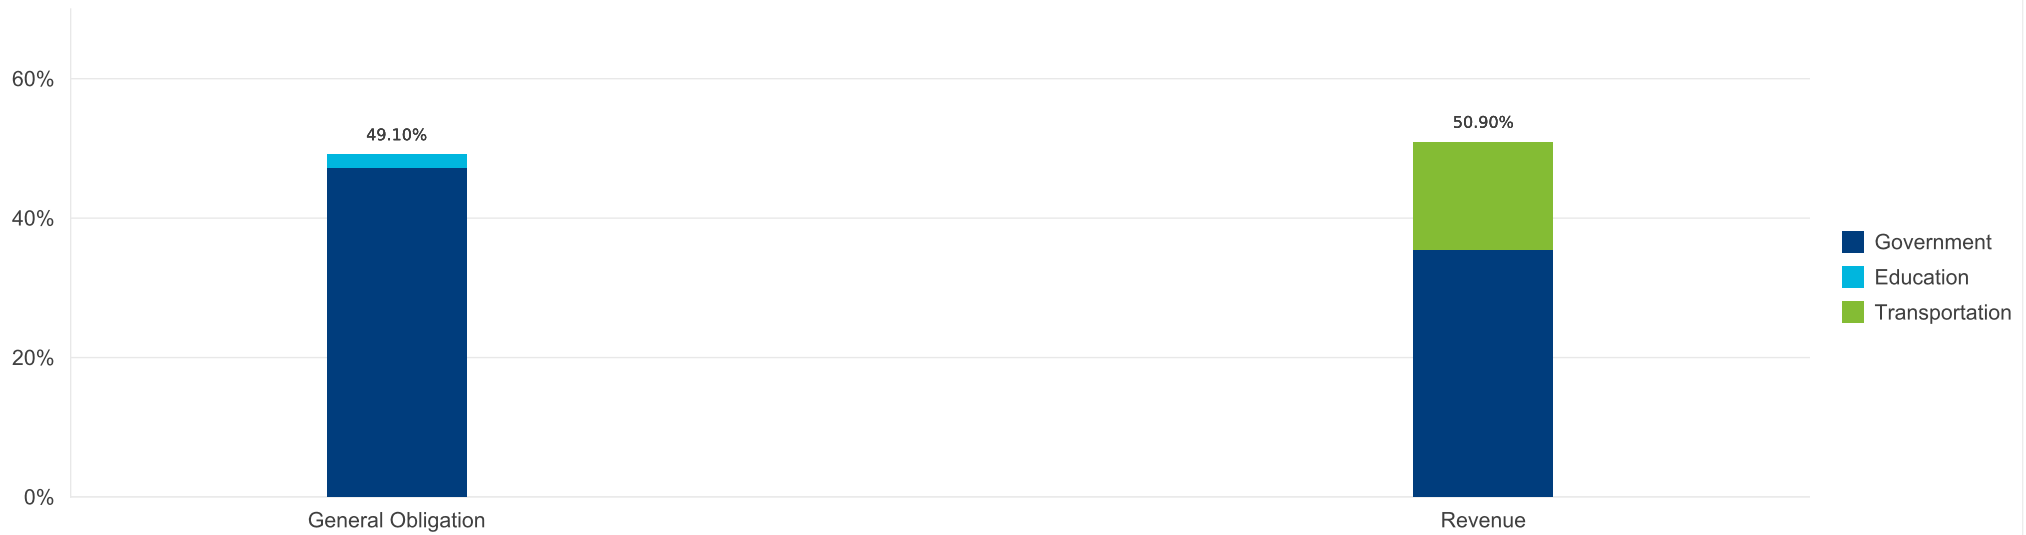 60%
40%
20%
0%
49.10%
50.90%
General Obligation
Revenue
Government
Education
Transportation